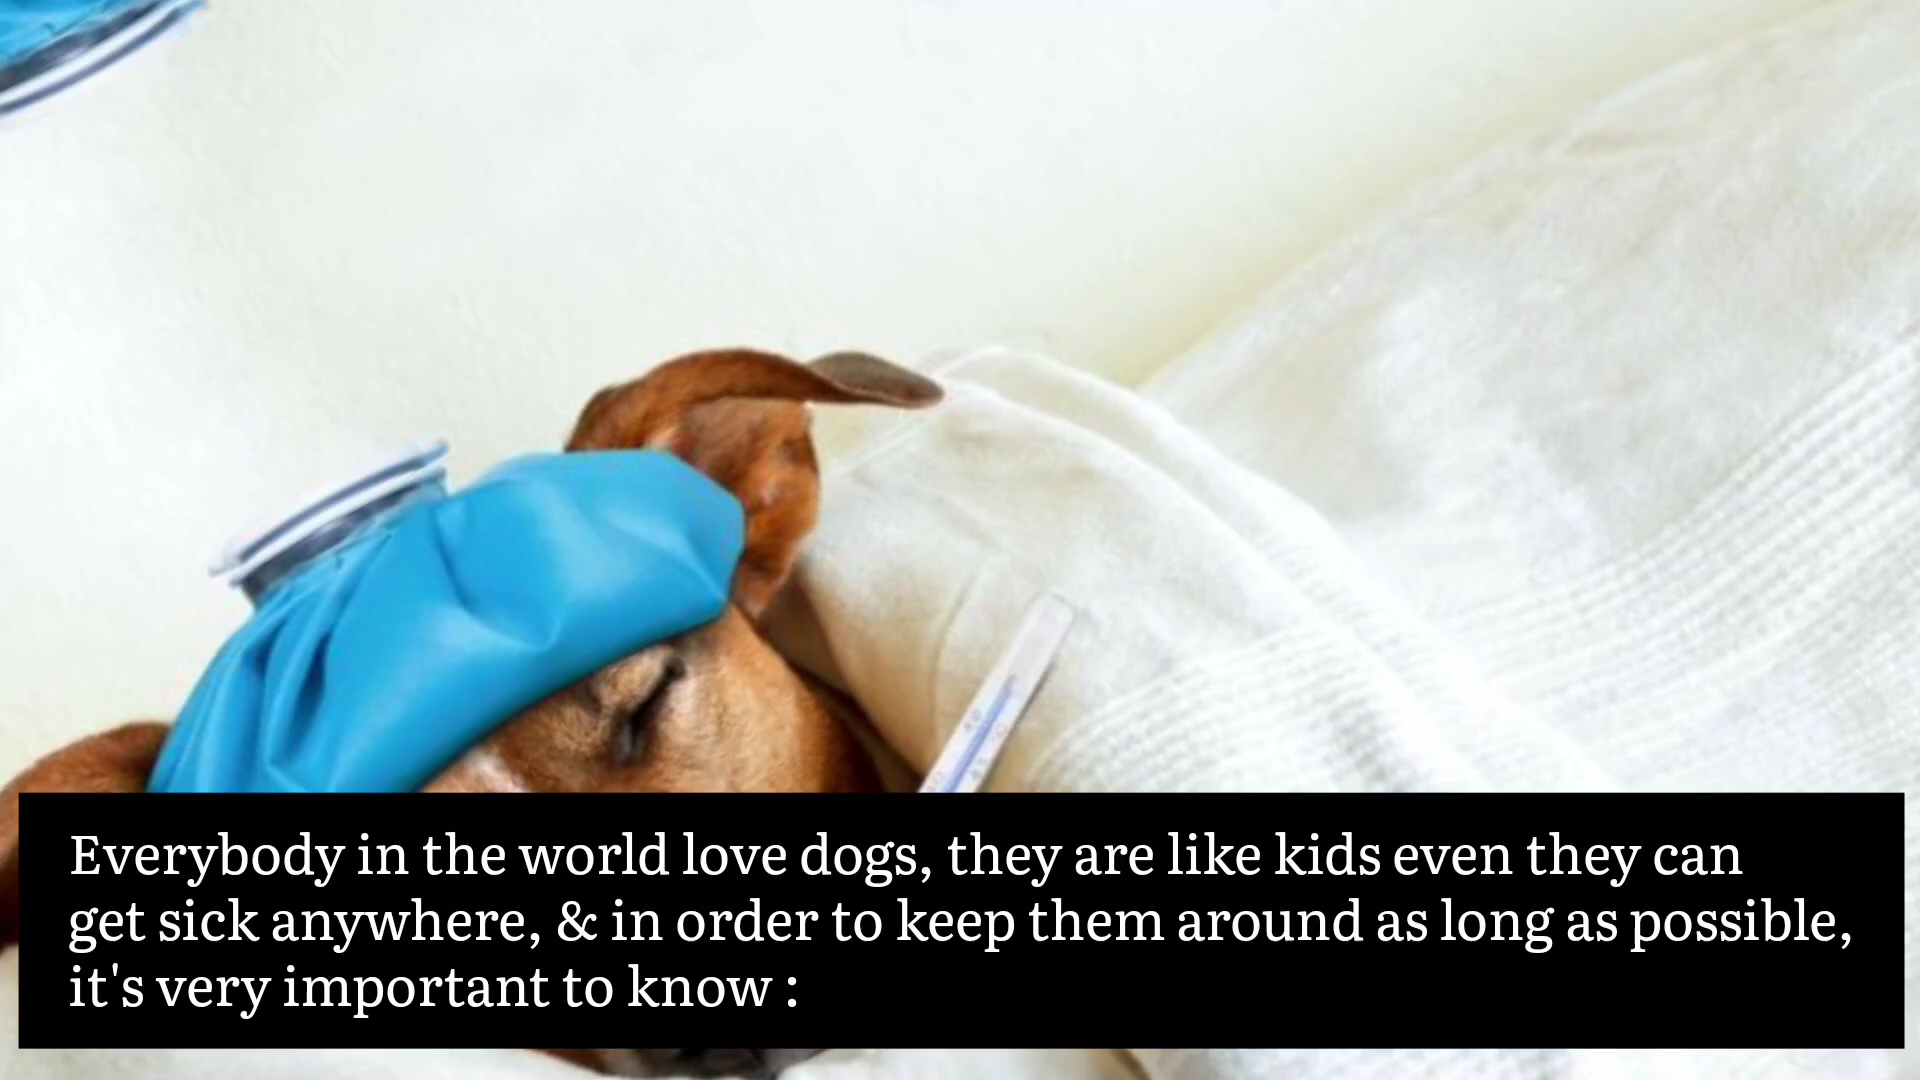 Everybody in the world love dogs, they are like kids even they can
get sick anywhere, & in order to keep them around as long as possible,
it's very important to know :